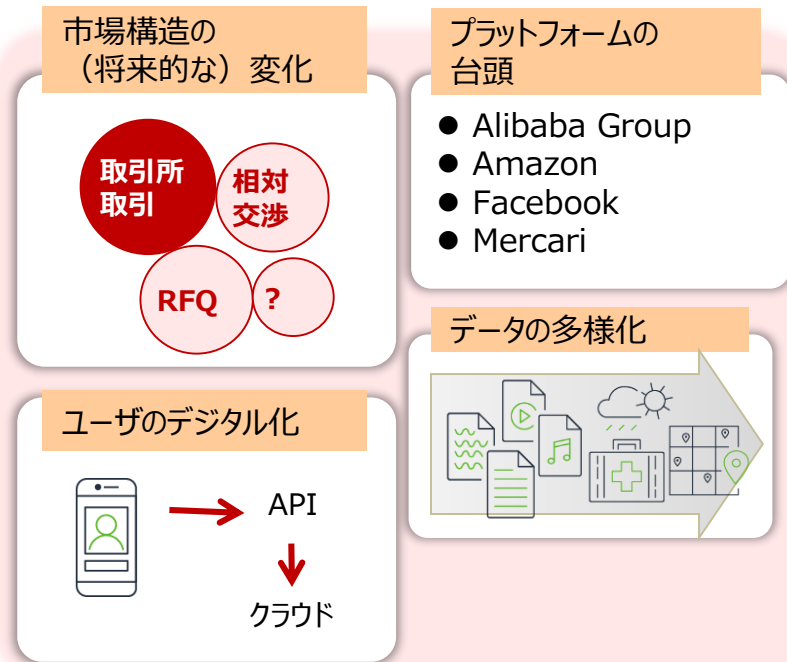 市場構造の
（将来的な）変化
取引所
取引
相対
交渉
RFQ
?
プラットフォームの
台頭
● Alibaba Group
● Amazon
● Facebook
● Mercari
ユーザのデジタル化
API
クラウド
データの多様化